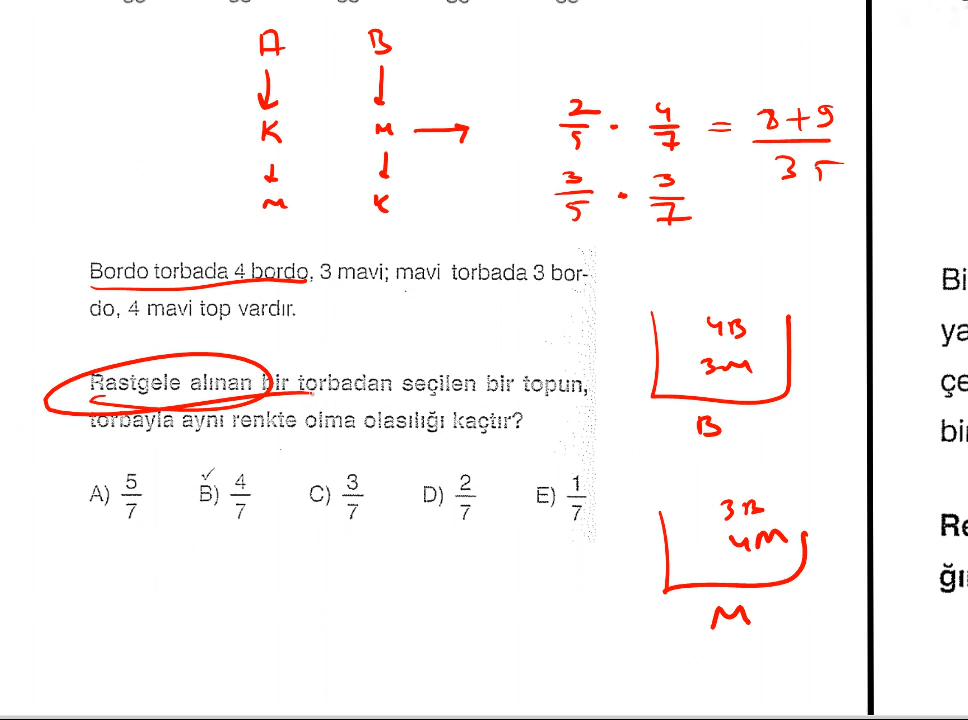 A B
K M
M K
2/5 · 4/7 = 8+9/35
3/5 · 3/7
Bordo torbada 4 bordo, 3 mavi; mavi torbada 3 bor-
do, 4 mavi top vardır.
Rastgele alınan bir torbadan seçilen bir topun,
torbayla aynı renkte olma olasılığı kaçtır?
A) 5/7 B) 4/7 C) 3/7 D) 2/7 E) 1/7
4B
3M
B
3B
4M
M
Bi
ya
çe
bir
Re
ğı